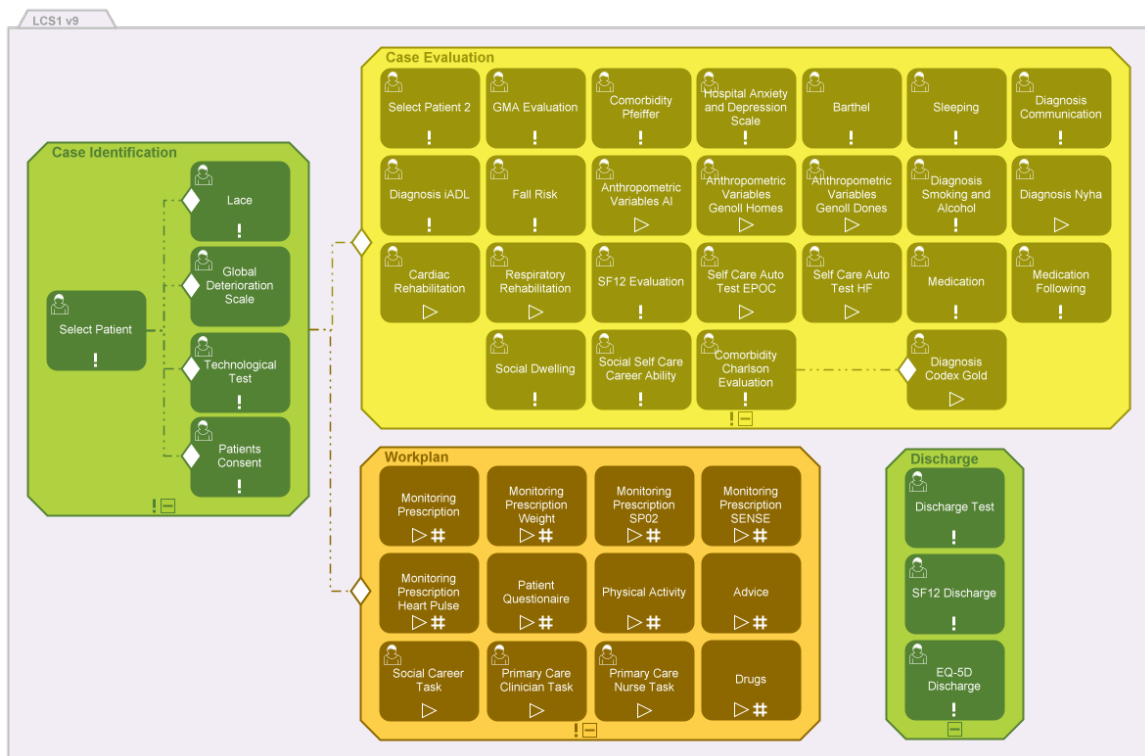 LCS1 v9
Case Identification
Select Patient
!
Lace
!
Global
Deterioration
Scale
Technological
Test
!
Patients
Consent
!
!
Case Evaluation
Select Patient 2
!
GMA Evaluation
!
Comorbidity
Pfeiffer
!
Hospital Anxiety
and Depression
Scale
!
Barthel
!
Sleeping
!
Diagnosis
Communication
!
Diagnosis iADL
!
Fall Risk
!
Anthropometric
Variables AI
Anthropometric
Variables
Genoll Homes
Anthropometric
Variables
Genoll Dones
Diagnosis
Smoking and
Alcohol
!
Diagnosis Nyha
Cardiac
Rehabilitation
Respiratory
Rehabilitation
SF12 Evaluation
!
Self Care Auto
Test EPOC
Self Care Auto
Test HF
Medication
!
Medication
Following
!
Social Dwelling
!
Social Self Care
Career Ability
!
Comorbidity
Charlson
Evaluation
!
Diagnosis
Codex Gold
!
Workplan
Monitoring
Prescription
#
Monitoring
Prescription
Weight
#
Monitoring
Prescription
SP02
#
Monitoring
Prescription
SENSE
#
Monitoring
Prescription
Heart Pulse
#
Patient
Questionaire
#
Physical Activity
#
Advice
#
Social Career
Task
Primary Care
Clinician Task
Primary Care
Nurse Task
Drugs
#
!
Discharge
Discharge Test
!
SF12 Discharge
!
EQ-5D
Discharge
!